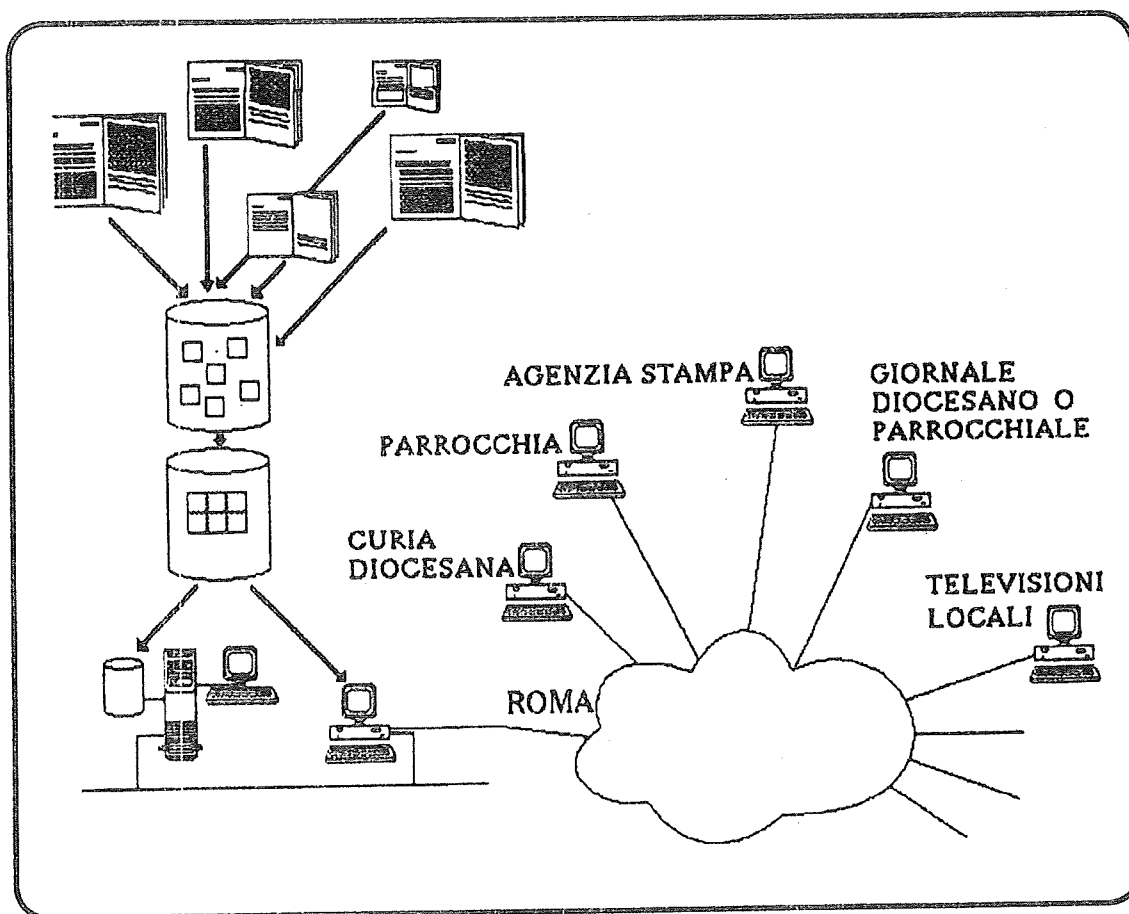 AGENZIA STAMPA
GIORNALE
DIOCESANO O
PARROCCHIALE
PARROCCHIA
CURIA
DIOCESANA
TELEVISIONI
LOCALI
ROMA